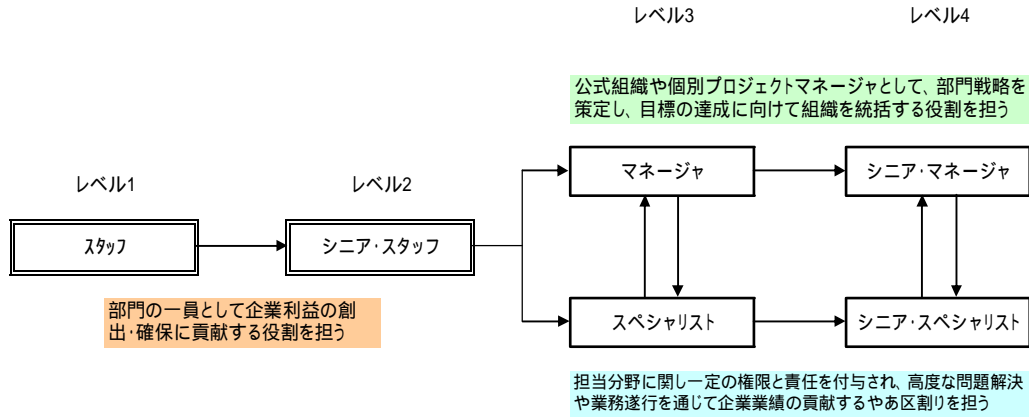 レベル3
レベル4
公式組織や個別プロジェクトマネージャとして、部門戦略を
策定し、目標の達成に向けて組織を統括する役割を担う
マネージャ
シニア・マネージャ
レベル1
レベル2
スタッフ
シニア・スタッフ
部門の一員として企業利益の創
出・確保に貢献する役割を担う
スペシャリスト
シニア・スペシャリスト
担当分野に関し一定の権限と責任を付与され、高度な問題解決
や業務遂行を通じて企業業績の貢献するやあ区割りを担う